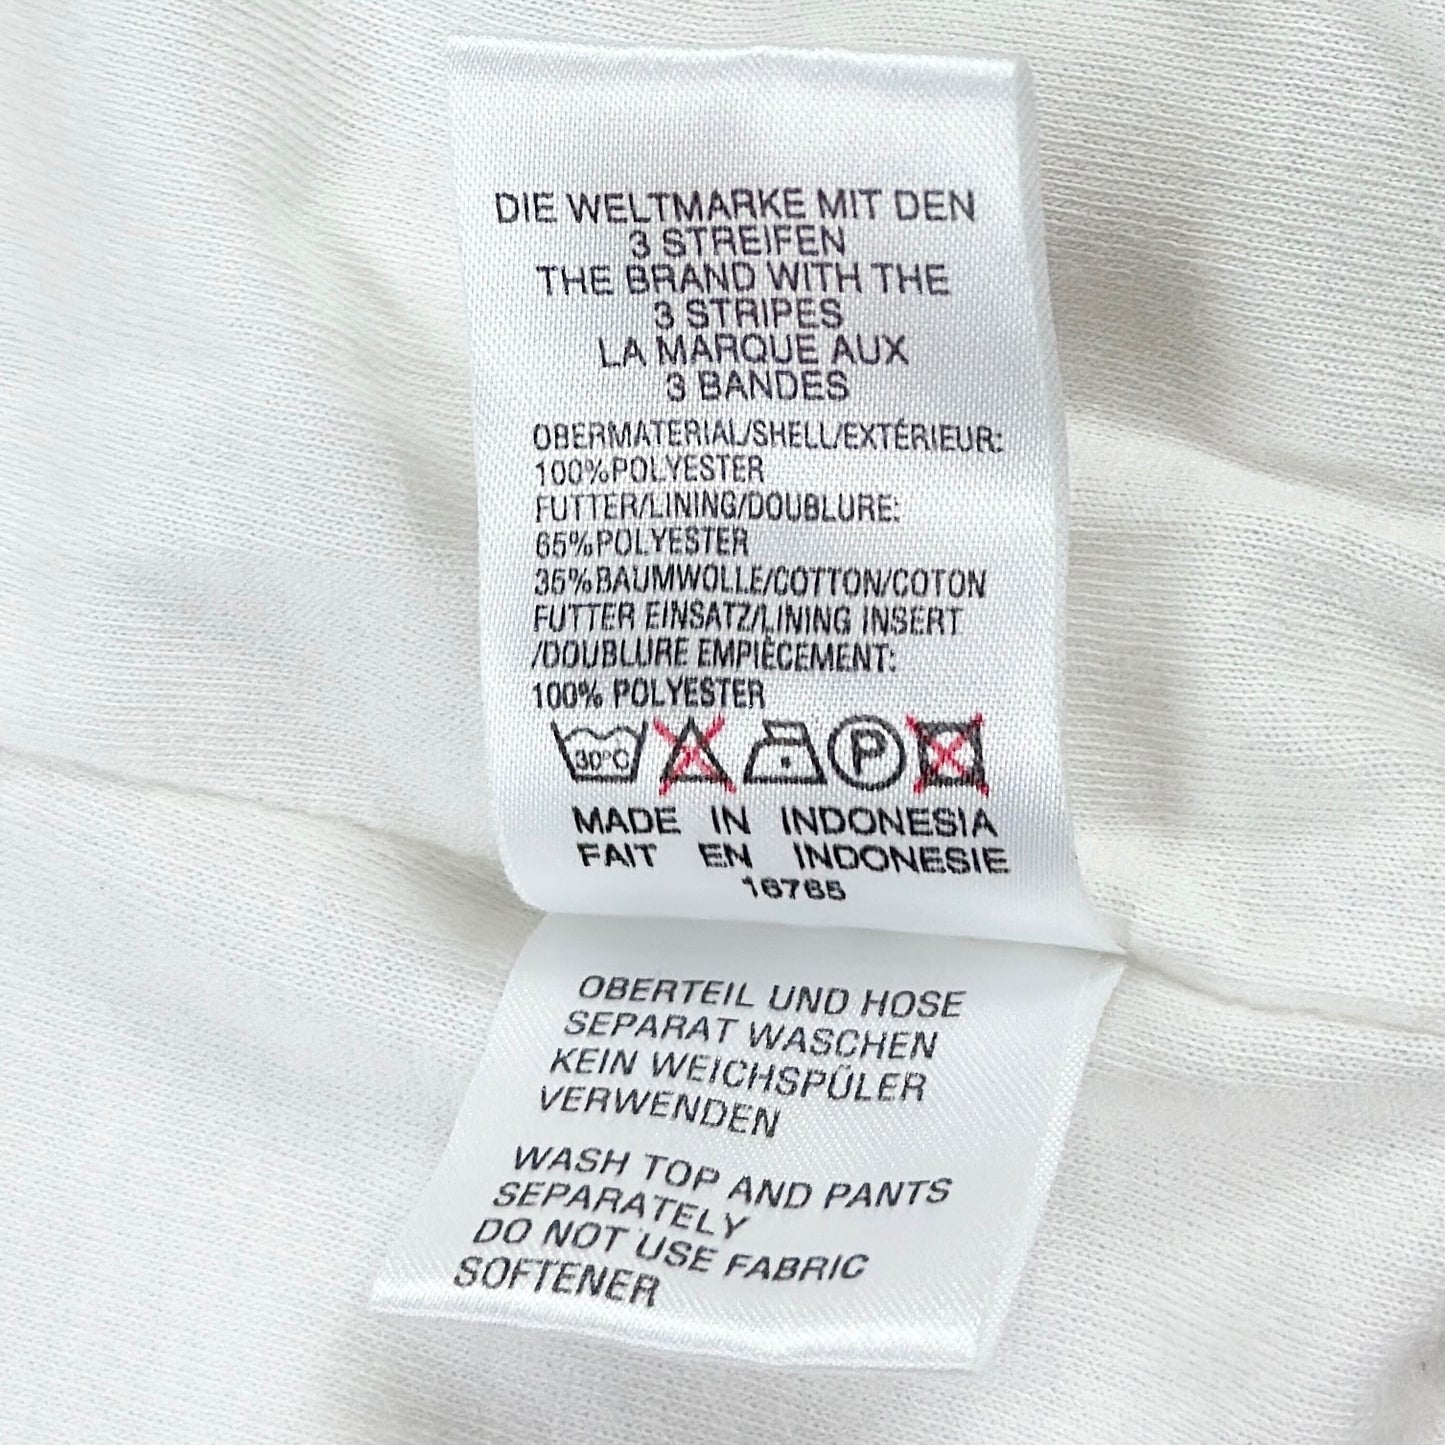 DIE WELTMARKE MIT DEN
3 STREIFEN
THE BRAND WITH THE
3 STRIPES
LA MARQUE AUX
3 BANDES
OBERMATERIAL/SHELL/EXTÉRIEUR:
100%POLYESTER
FUTTER/LINING/DOUBLURE:
65%POLYESTER
35%BAUMWOLLE/COTTON/COTON
FUTTER EINSATZ/LINING INSERT
/DOUBLURE EMPIÈCEMENT:
100% POLYESTER
30°C P
MADE IN INDONESIA
FAIT EN INDONESIE
16765
OBERTEIL UND HOSE
SEPARAT WASCHEN
KEIN WEICHSPÜLER
VERWENDEN
WASH TOP AND PANTS
SEPARATELY
DO NOT USE FABRIC
SOFTENER